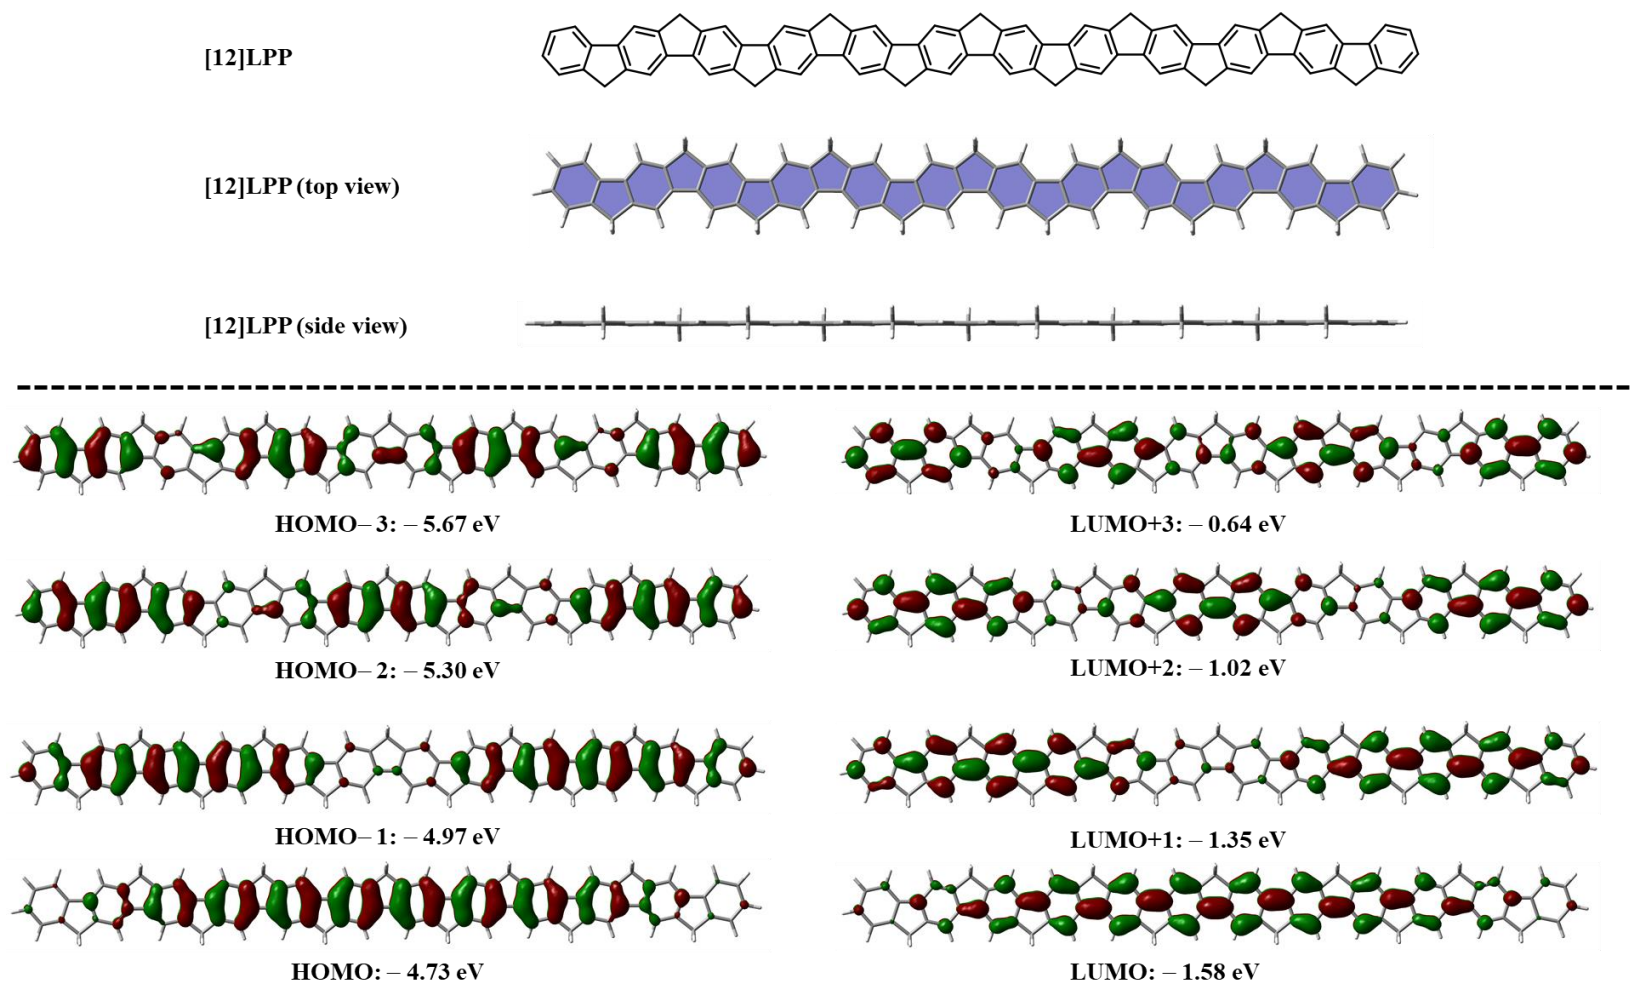 [12]LPP
[12]LPP (top view)
[12]LPP (side view)
HOMO– 3: – 5.67 eV
LUMO+3: – 0.64 eV
HOMO– 2: – 5.30 eV
LUMO+2: – 1.02 eV
HOMO– 1: – 4.97 eV
LUMO+1: – 1.35 eV
HOMO: – 4.73 eV
LUMO: – 1.58 eV